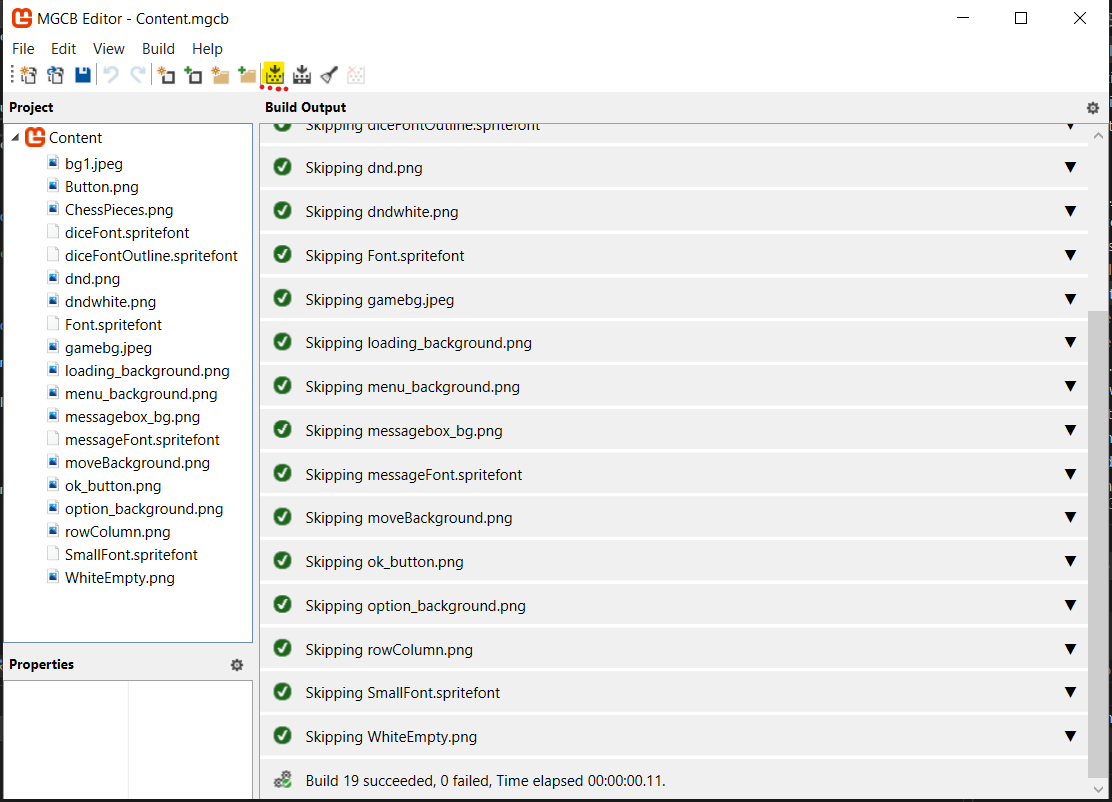 MGCB Editor - Content.mgcb
File Edit View Build Help
Project
Content
bg1.jpeg
Button.png
ChessPieces.png
diceFont.spritefont
diceFontOutline.spritefont
dnd.png
dndwhite.png
Font.spritefont
gamebg.jpeg
loading_background.png
menu_background.png
messagebox_bg.png
messageFont.spritefont
moveBackground.png
ok_button.png
option_background.png
rowColumn.png
SmallFont.spritefont
WhiteEmpty.png
Properties
Build Output
Skipping diceFontOutline.spritefont
Skipping dnd.png
Skipping dndwhite.png
Skipping Font.spritefont
Skipping gamebg.jpeg
Skipping loading_background.png
Skipping menu_background.png
Skipping messagebox_bg.png
Skipping messageFont.spritefont
Skipping moveBackground.png
Skipping ok_button.png
Skipping option_background.png
Skipping rowColumn.png
Skipping SmallFont.spritefont
Skipping WhiteEmpty.png
Build 19 succeeded, 0 failed, Time elapsed 00:00:00.11.